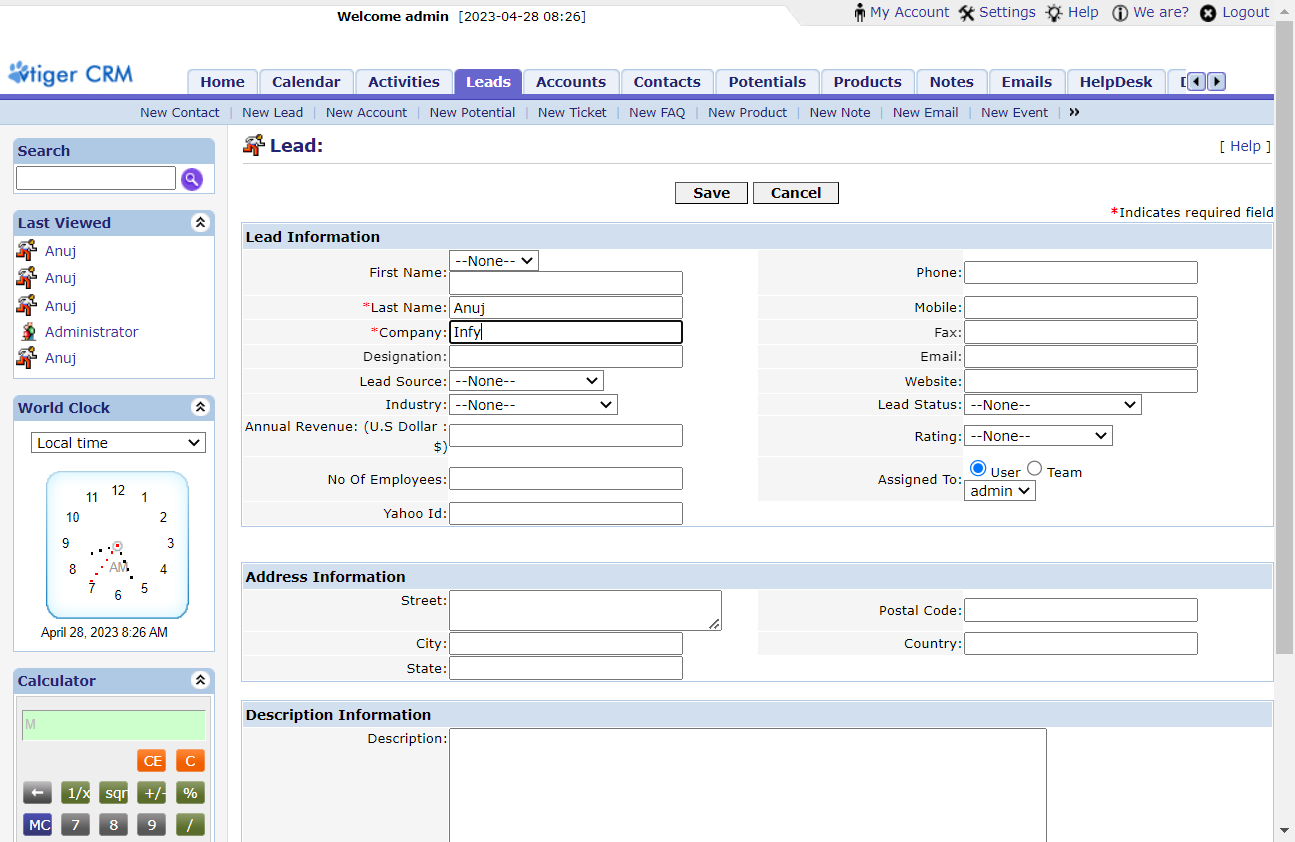 Welcome admin [2023-04-28 08:26]
My Account Settings Help We are? Logout
vtiger CRM
Home Calendar Activities Leads Accounts Contacts Potentials Products Notes Emails HelpDesk
New Contact | New Lead | New Account | New Potential | New Ticket | New FAQ | New Product | New Note | New Email | New Event | »
Search
Last Viewed
Anuj
Anuj
Anuj
Administrator
Anuj
World Clock
Local time
12
1
2
3
4
5
6
7
8
9
10
11
AM
April 28, 2023 8:26 AM
Calculator
M
CE C
← 1/x sqr +/- %
MC 7 8 9 /
Lead:
[ Help ]
Save Cancel
*Indicates required field
Lead Information
First Name: --None--
Phone:
*Last Name: Anuj
Mobile:
*Company: Infy
Fax:
Designation:
Email:
Lead Source: --None--
Website:
Industry: --None--
Lead Status: --None--
Annual Revenue: (U.S Dollar :
$)
Rating: --None--
No Of Employees:
Assigned To: User Team
admin
Yahoo Id:
Address Information
Street:
Postal Code:
City:
Country:
State:
Description Information
Description: